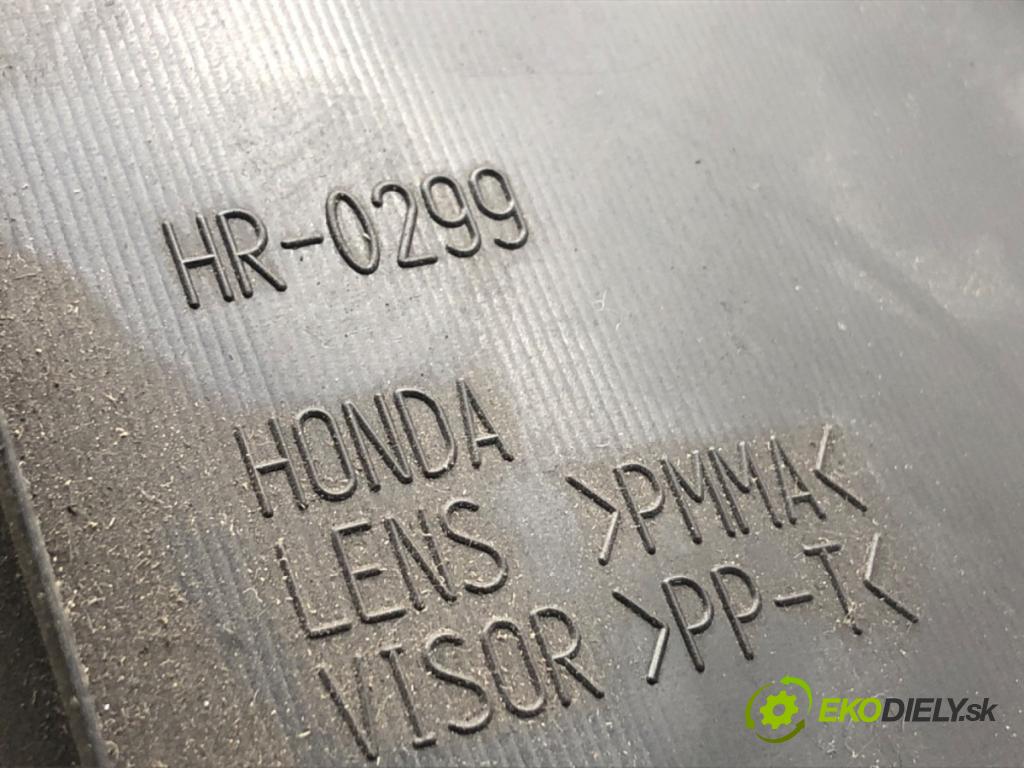 HR-0299
HONDA
LENS >PMMA<
VISOR >PP-T<
EKODIELY.sk